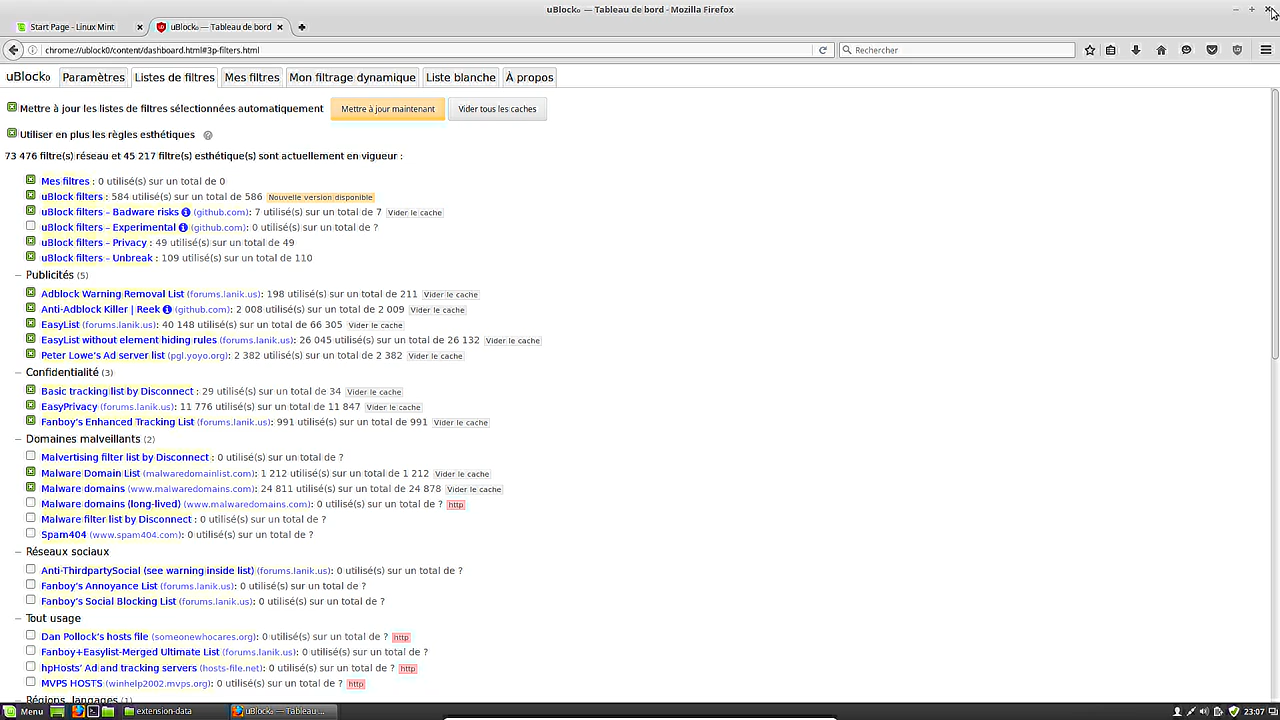 uBlock₀ — Tableau de bord - Mozilla Firefox
Start Page - Linux Mint
uBlock₀ — Tableau de bord
chrome://ublock0/content/dashboard.html#3p-filters.html
Rechercher
uBlock₀ Paramètres Listes de filtres Mes filtres Mon filtrage dynamique Liste blanche À propos
Mettre à jour les listes de filtres sélectionnées automatiquement Mettre à jour maintenant Vider tous les caches
Utiliser en plus les règles esthétiques ?
73 476 filtre(s) réseau et 45 217 filtre(s) esthétique(s) sont actuellement en vigueur :
Mes filtres : 0 utilisé(s) sur un total de 0
uBlock filters : 584 utilisé(s) sur un total de 586 Nouvelle version disponible
uBlock filters – Badware risks (github.com): 7 utilisé(s) sur un total de 7 Vider le cache
uBlock filters – Experimental (github.com): 0 utilisé(s) sur un total de ?
uBlock filters – Privacy : 49 utilisé(s) sur un total de 49
uBlock filters – Unbreak : 109 utilisé(s) sur un total de 110
– Publicités (5)
Adblock Warning Removal List (forums.lanik.us): 198 utilisé(s) sur un total de 211 Vider le cache
Anti-Adblock Killer | Reek (github.com): 2 008 utilisé(s) sur un total de 2 009 Vider le cache
EasyList (forums.lanik.us): 40 148 utilisé(s) sur un total de 66 305 Vider le cache
EasyList without element hiding rules (forums.lanik.us): 26 045 utilisé(s) sur un total de 26 132 Vider le cache
Peter Lowe's Ad server list (pgl.yoyo.org): 2 382 utilisé(s) sur un total de 2 382 Vider le cache
– Confidentialité (3)
Basic tracking list by Disconnect : 29 utilisé(s) sur un total de 34 Vider le cache
EasyPrivacy (forums.lanik.us): 11 776 utilisé(s) sur un total de 11 847 Vider le cache
Fanboy's Enhanced Tracking List (forums.lanik.us): 991 utilisé(s) sur un total de 991 Vider le cache
– Domaines malveillants (2)
Malvertising filter list by Disconnect : 0 utilisé(s) sur un total de ?
Malware Domain List (malwaredomainlist.com): 1 212 utilisé(s) sur un total de 1 212 Vider le cache
Malware domains (www.malwaredomains.com): 24 811 utilisé(s) sur un total de 24 878 Vider le cache
Malware domains (long-lived) (www.malwaredomains.com): 0 utilisé(s) sur un total de ? http
Malware filter list by Disconnect : 0 utilisé(s) sur un total de ?
Spam404 (www.spam404.com): 0 utilisé(s) sur un total de ?
– Réseaux sociaux
Anti-ThirdpartySocial (see warning inside list) (forums.lanik.us): 0 utilisé(s) sur un total de ?
Fanboy's Annoyance List (forums.lanik.us): 0 utilisé(s) sur un total de ?
Fanboy's Social Blocking List (forums.lanik.us): 0 utilisé(s) sur un total de ?
– Tout usage
Dan Pollock's hosts file (someonewhocares.org): 0 utilisé(s) sur un total de ? http
Fanboy+Easylist-Merged Ultimate List (forums.lanik.us): 0 utilisé(s) sur un total de ?
hpHosts' Ad and tracking servers (hosts-file.net): 0 utilisé(s) sur un total de ? http
MVPS HOSTS (winhelp2002.mvps.org): 0 utilisé(s) sur un total de ? http
– Régions, langages (1)
Menu extension-data uBlock₀ — Tableau ... 23:07